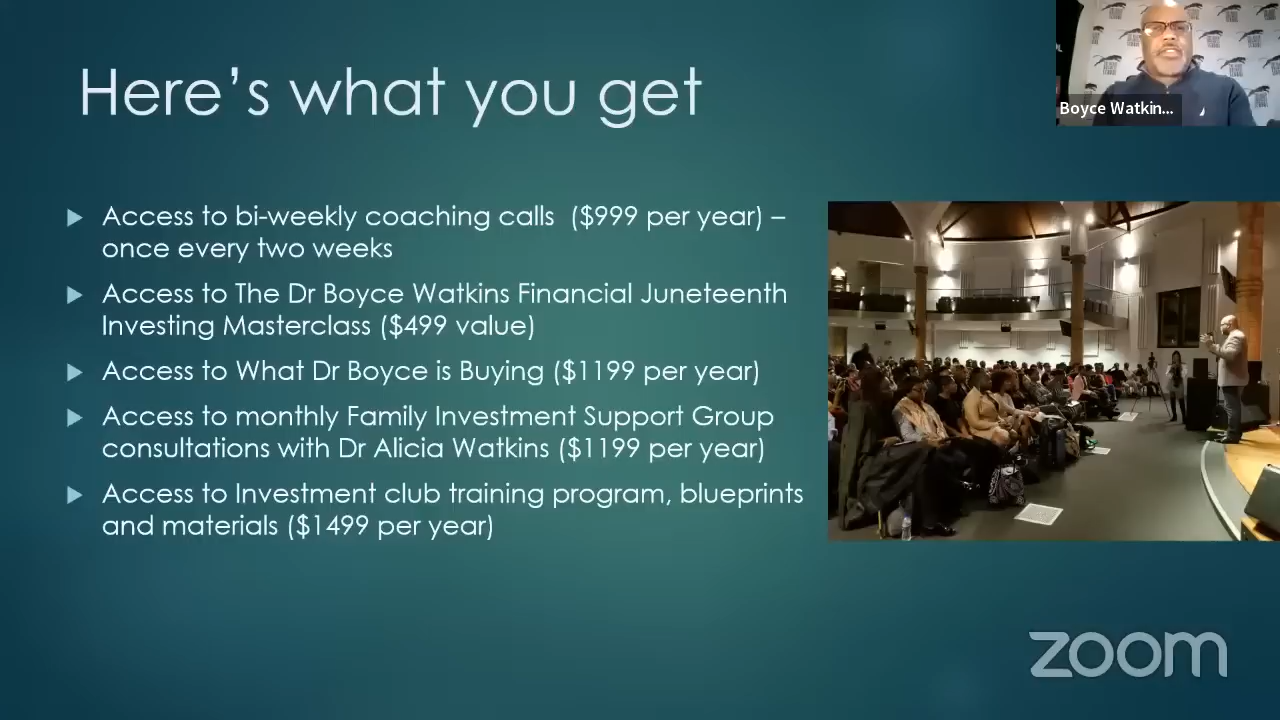 Here’s what you get
Boyce Watkin...
Access to bi-weekly coaching calls  ($999 per year) –
once every two weeks
Access to The Dr Boyce Watkins Financial Juneteenth
Investing Masterclass ($499 value)
Access to What Dr Boyce is Buying ($1199 per year)
Access to monthly Family Investment Support Group
consultations with Dr Alicia Watkins ($1199 per year)
Access to Investment club training program, blueprints
and materials ($1499 per year)
zoom